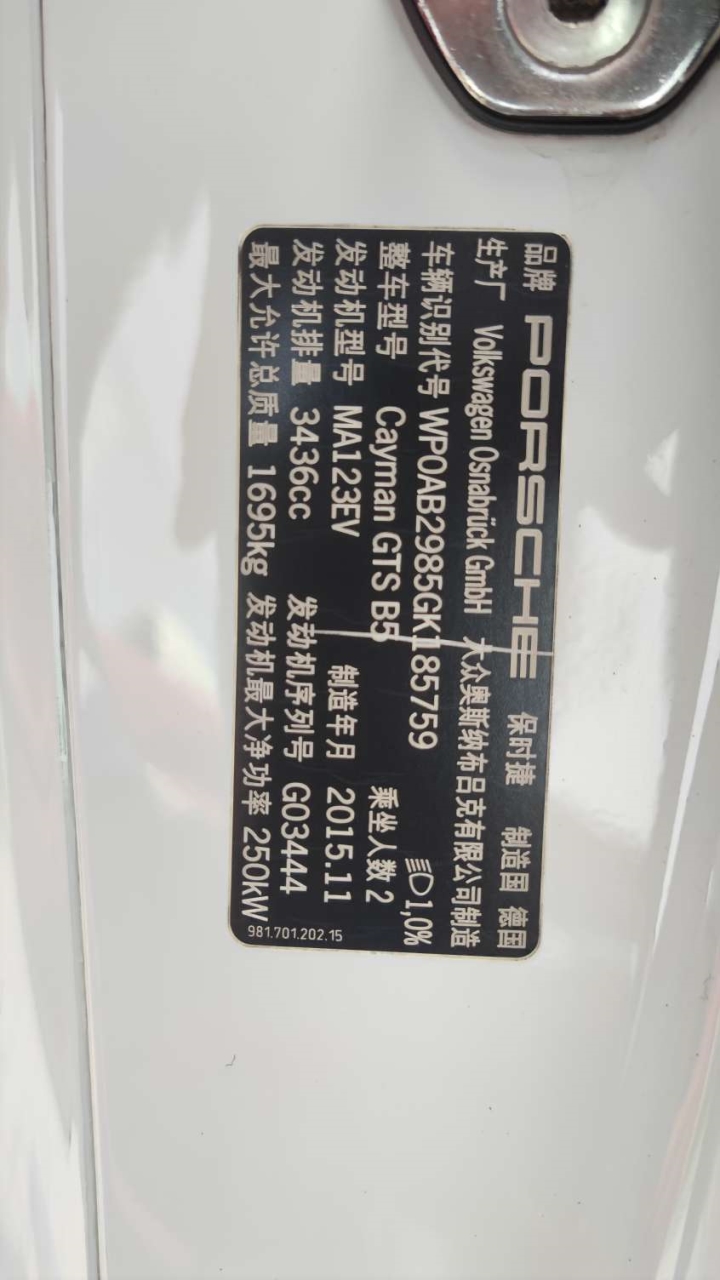 品牌 PORSCHE 保时捷 制造国 德国
生产厂 Volkswagen Osnabrück GmbH 大众奥斯纳布吕克有限公司制造
车辆识别代号 WP0AB2985GK185759 1,0%
整车型号 Cayman GTS B5 乘坐人数 2
发动机型号 MA123EV 制造年月 2015.11
发动机排量 3436cc 发动机序列号 G03444
最大允许总质量 1695kg 发动机最大净功率 250kW
981.701.202.15